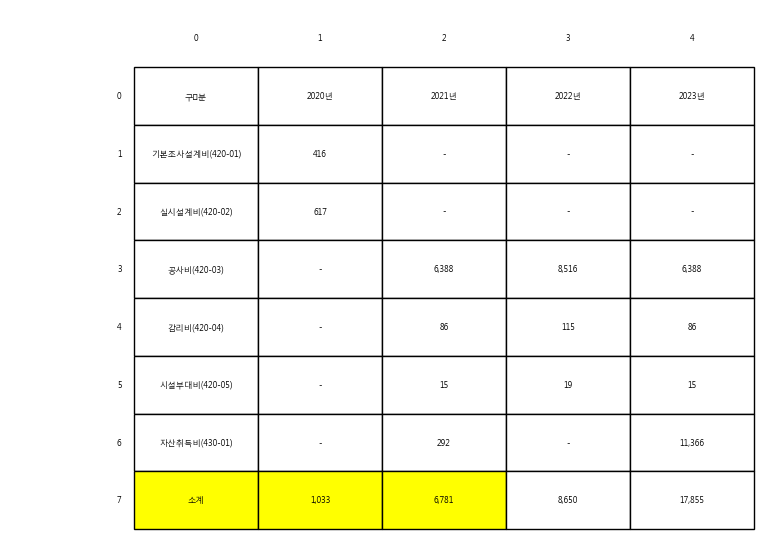 0 1 2 3 4
0 구▯분 2020년 2021년 2022년 2023년
1 기본조사설계비(420-01) 416 - - -
2 실시설계비(420-02) 617 - - -
3 공사비(420-03) - 6,388 8,516 6,388
4 감리비(420-04) - 86 115 86
5 시설부대비(420-05) - 15 19 15
6 자산취득비(430-01) - 292 - 11,366
7 소계 1,033 6,781 8,650 17,855